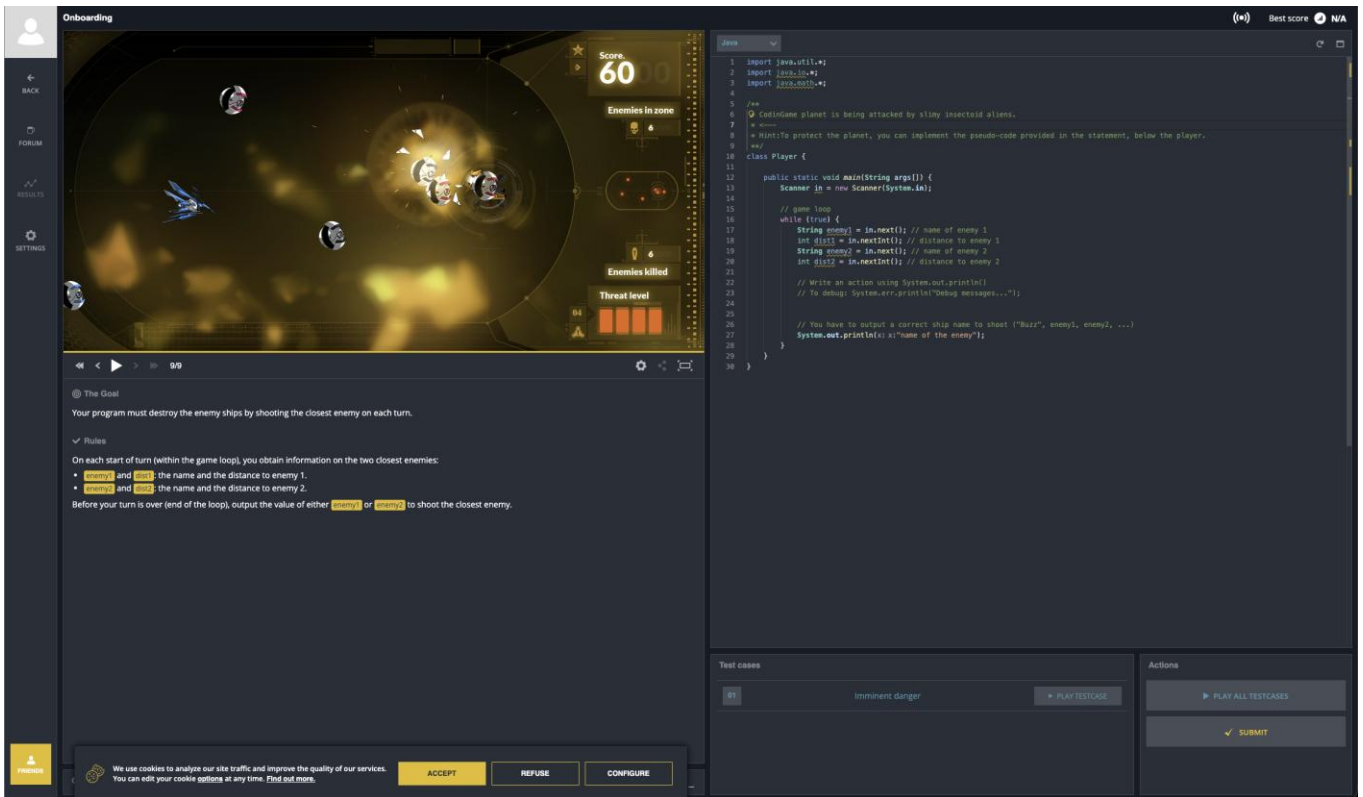 Onboarding
Best score
N/A
BACK
FORUM
RESULTS
SETTINGS
FRIENDS
Score.
6000
Enemies in zone
6
6
Enemies killed
Threat level
04
9/9
The Goal
Your program must destroy the enemy ships by shooting the closest enemy on each turn.
Rules
On each start of turn (within the game loop), you obtain information on the two closest enemies:
• enemy1 and dist1: the name and the distance to enemy 1.
• enemy2 and dist2: the name and the distance to enemy 2.
Before your turn is over (end of the loop), output the value of either enemy1 or enemy2 to shoot the closest enemy.
We use cookies to analyze our site traffic and improve the quality of our services.
You can edit your cookie options at any time. Find out more.
ACCEPT
REFUSE
CONFIGURE
Java
1 import java.util.*;
2 import java.io.*;
3 import java.math.*;
4
5 /**
6 CodinGame planet is being attacked by slimy insectoid aliens.
7 * <---
8 * Hint:To protect the planet, you can implement the pseudo-code provided in the statement, below the player.
9 **/
10 class Player {
11
12 public static void main(String args[]) {
13 Scanner in = new Scanner(System.in);
14
15 // game loop
16 while (true) {
17 String enemy1 = in.next(); // name of enemy 1
18 int dist1 = in.nextInt(); // distance to enemy 1
19 String enemy2 = in.next(); // name of enemy 2
20 int dist2 = in.nextInt(); // distance to enemy 2
21
22 // Write an action using System.out.println()
23 // To debug: System.err.println("Debug messages...");
24
25
26 // You have to output a correct ship name to shoot ("Buzz", enemy1, enemy2, ...)
27 System.out.println(x: x:"name of the enemy");
28 }
29 }
30 }
Test cases
01
Imminent danger
PLAY TESTCASE
Actions
PLAY ALL TESTCASES
SUBMIT